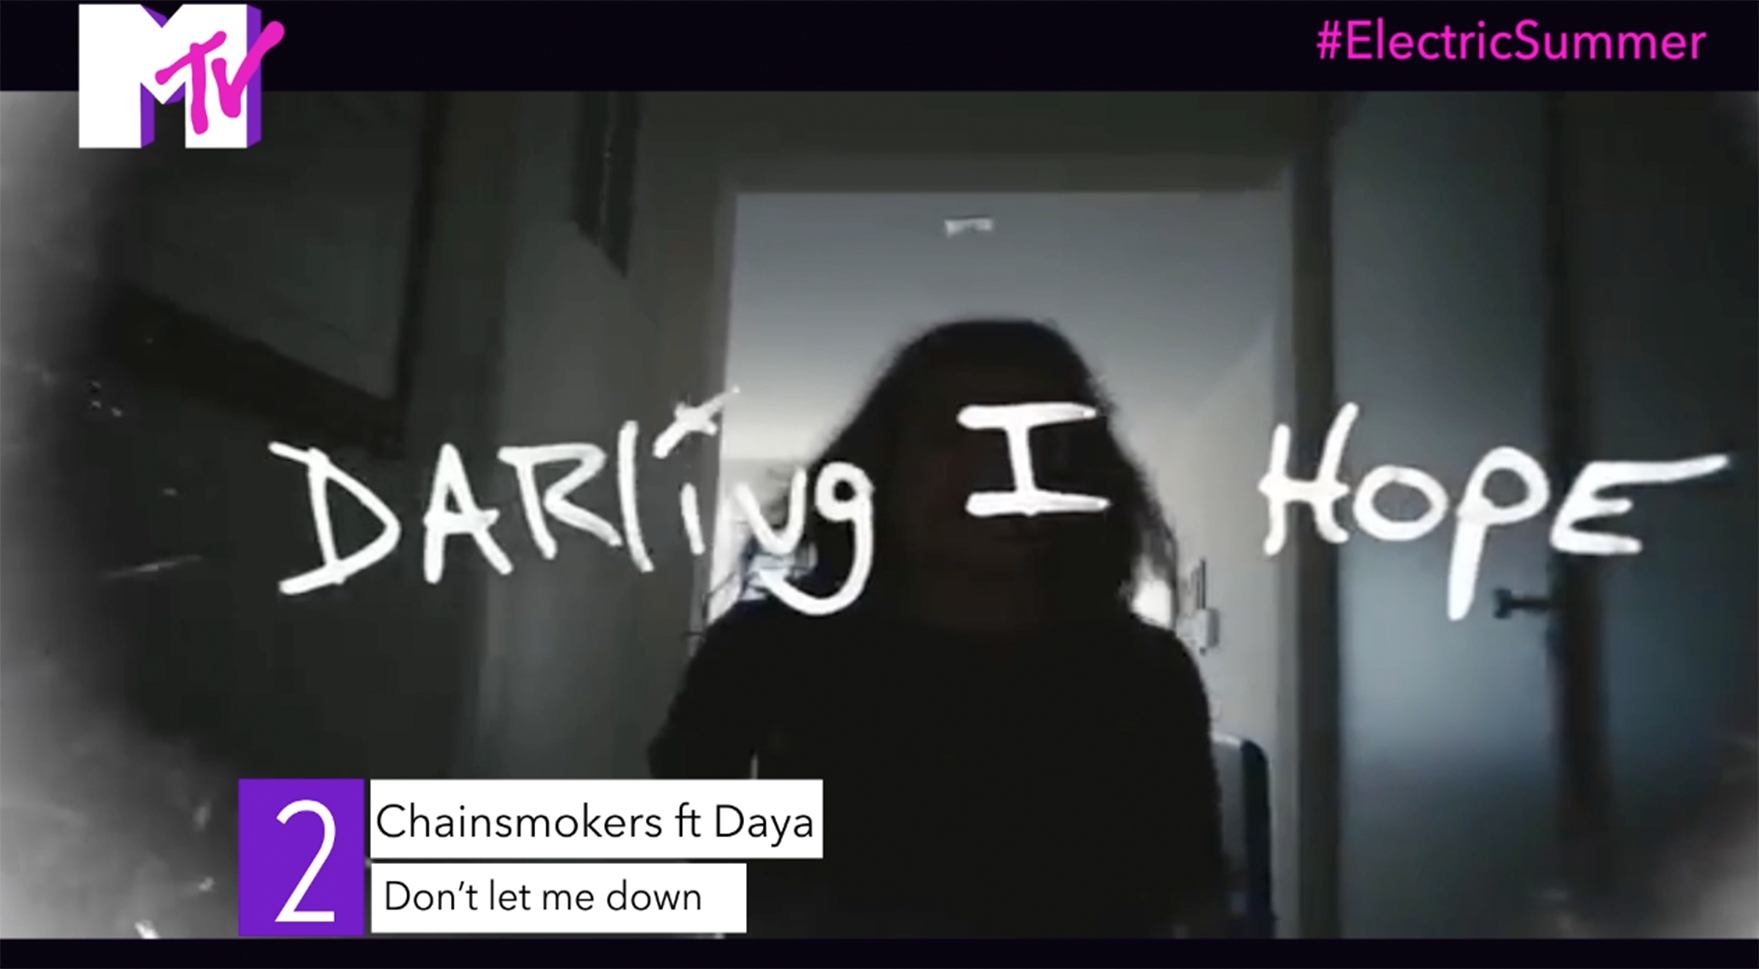 MTV
#ElectricSummer
DARling I HOPE
2
Chainsmokers ft Daya
Don't let me down